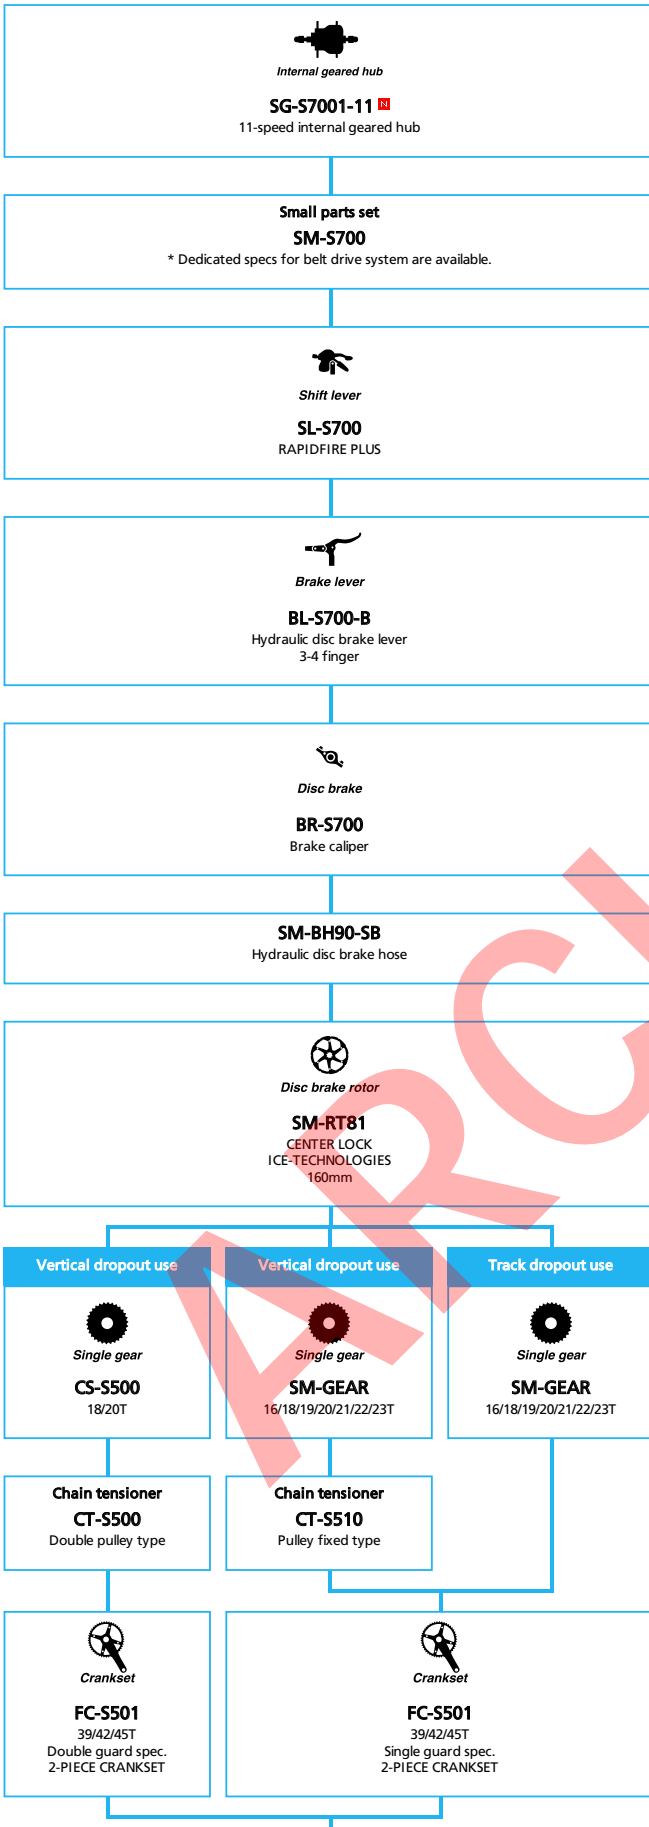 Internal geared hub
SG-S7001-11 N
11-speed internal geared hub
Small parts set
SM-S700
* Dedicated specs for belt drive system are available.
Shift lever
SL-S700
RAPIDFIRE PLUS
Brake lever
BL-S700-B
Hydraulic disc brake lever
3-4 finger
Disc brake
BR-S700
Brake caliper
SM-BH90-SB
Hydraulic disc brake hose
Disc brake rotor
SM-RT81
CENTER LOCK
ICE-TECHNOLOGIES
160mm
Vertical dropout use
Single gear
CS-S500
18/20T
Chain tensioner
CT-S500
Double pulley type
Crankset
FC-S501
39/42/45T
Double guard spec.
2-PIECE CRANKSET
Vertical dropout use
Single gear
SM-GEAR
16/18/19/20/21/22/23T
Chain tensioner
CT-S510
Pulley fixed type
Track dropout use
Single gear
SM-GEAR
16/18/19/20/21/22/23T
Crankset
FC-S501
39/42/45T
Single guard spec.
2-PIECE CRANKSET
ARC